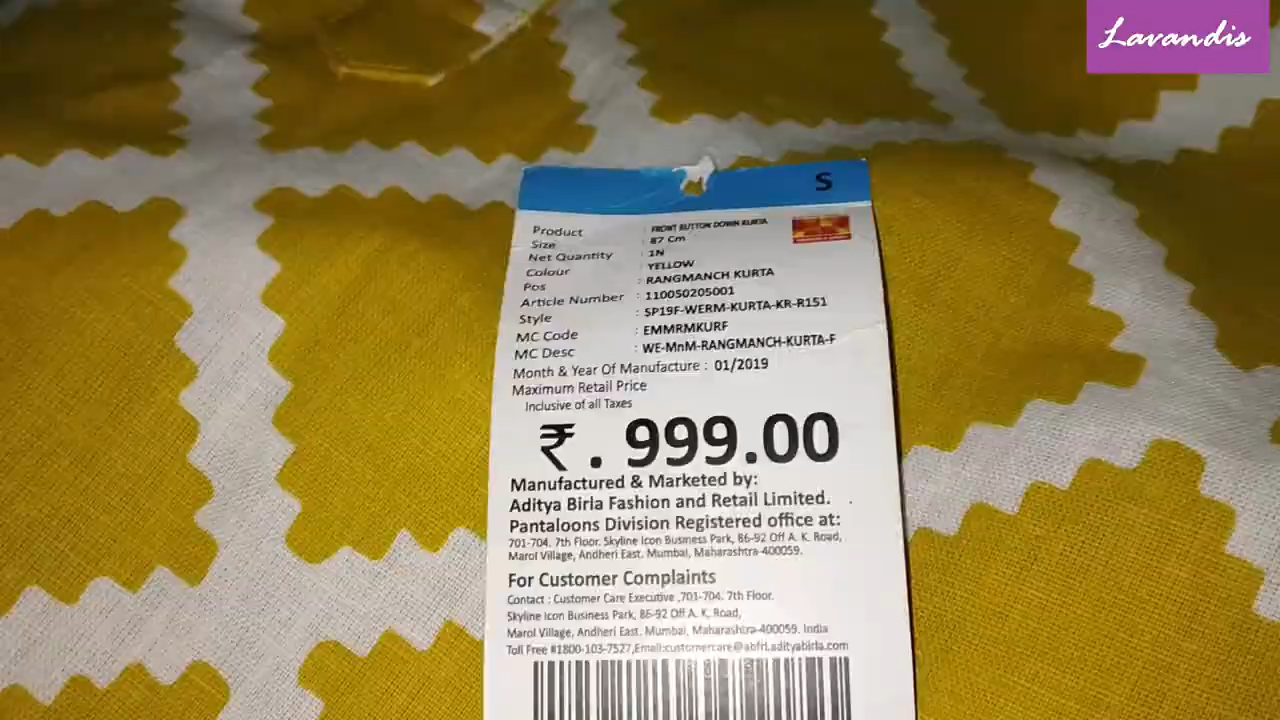 Lavandis
S
Product : FRONT BUTTON DOWN KURTA
Size : 87 Cm
Net Quantity : 1N
Colour : YELLOW
Pos : RANGMANCH KURTA
Article Number : 110050205001
Style : SP19F-WERM-KURTA-KR-R151
MC Code : EMMRMKURF
MC Desc : WE-MnM-RANGMANCH-KURTA-F
Month & Year Of Manufacture : 01/2019
Maximum Retail Price
Inclusive of all Taxes
₹. 999.00
Manufactured & Marketed by:
Aditya Birla Fashion and Retail Limited.
Pantaloons Division Registered office at:
701-704. 7th Floor. Skyline Icon Business Park, 86-92 Off A. K. Road,
Marol Village, Andheri East. Mumbai, Maharashtra-400059.
For Customer Complaints
Contact : Customer Care Executive ,701-704. 7th Floor.
Skyline Icon Business Park, 86-92 Off A. K. Road,
Marol Village, Andheri East. Mumbai, Maharashtra-400059. India
Toll Free #1800-103-7527,Email:customercare@abfrl.adityabirla.com